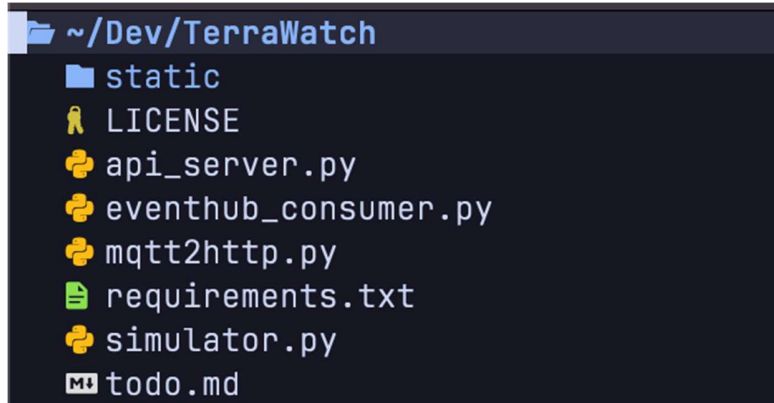 ~/Dev/TerraWatch
static
LICENSE
api_server.py
eventhub_consumer.py
mqtt2http.py
requirements.txt
simulator.py
M↓ todo.md